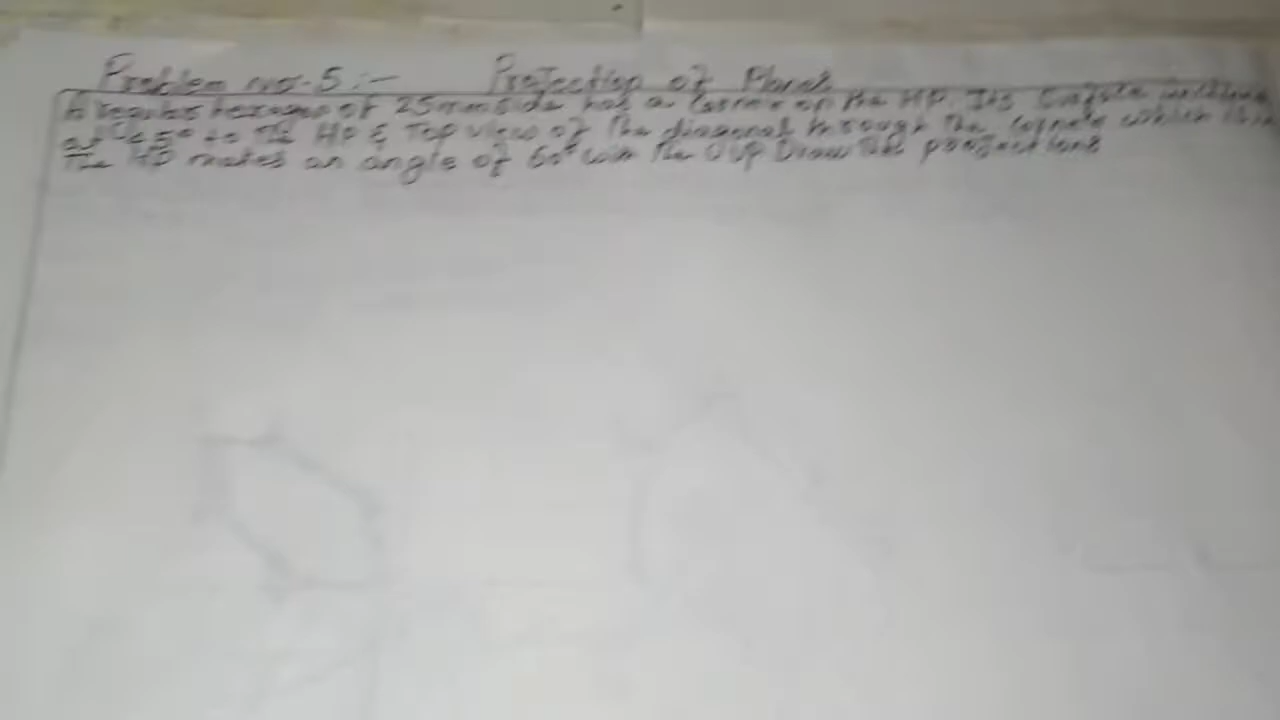 Problem no-5:- Projection of Planes
A regular hexagon of 25mm side has a corner on the HP. Its Surface inclined
at 45° to the HP & Top view of the diagonal through the corner which
The HP makes an angle of 60° with the VP Draw the projections